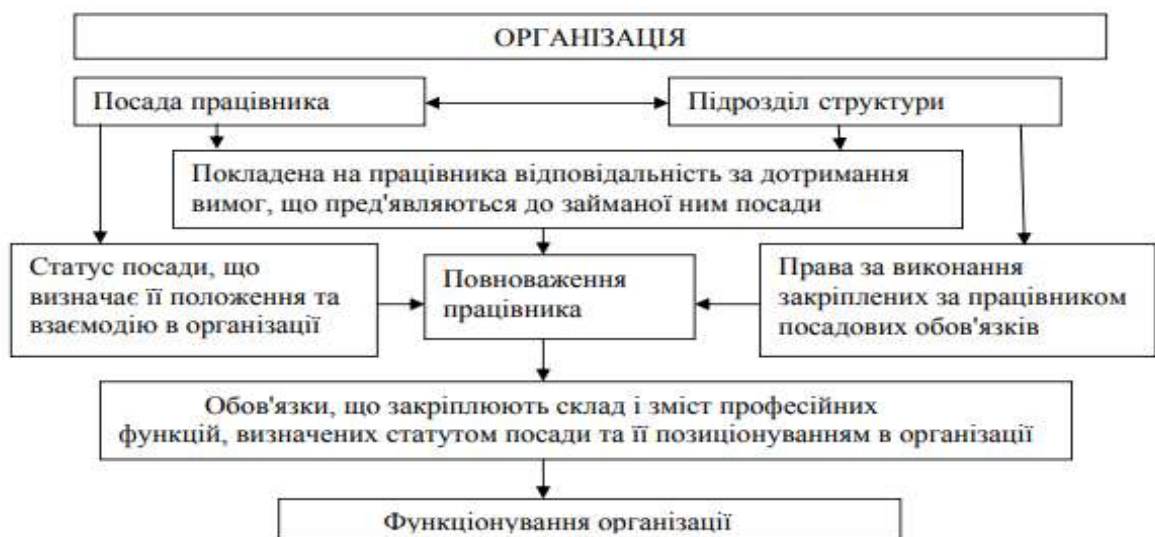 ОРГАНІЗАЦІЯ
Посада працівника
Підрозділ структури
Покладена на працівника відповідальність за дотримання
вимог, що пред'являються до займаної ним посади
Статус посади, що
визначає її положення та
взаємодію в організації
Повноваження
працівника
Права за виконання
закріплених за працівником
посадових обов'язків
Обов'язки, що закріплюють склад і зміст професійних
функцій, визначених статутом посади та її позиціонуванням в організації
Функціонування організації